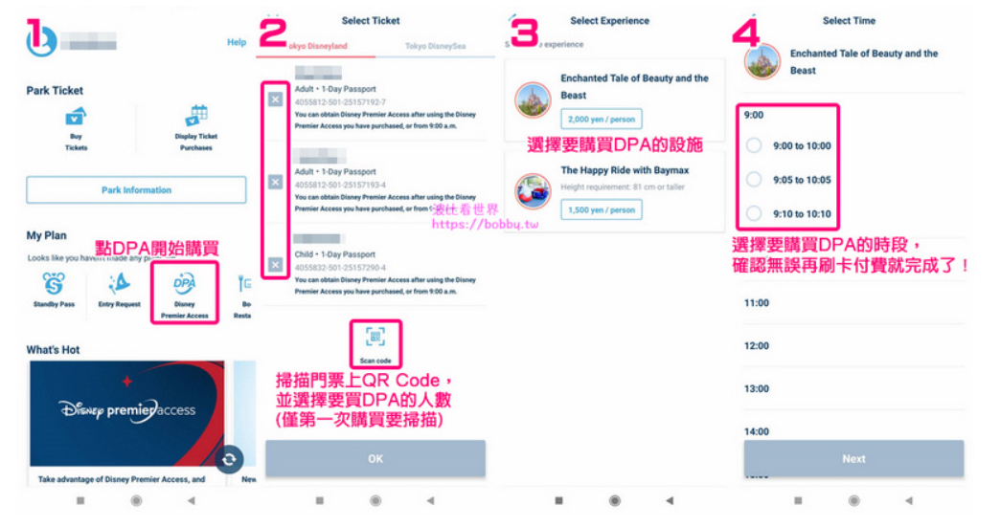 1
Help
Park Ticket
Buy
Tickets
Display Ticket
Purchases
Park Information
My Plan
點DPA開始購買
Looks like you haven't made any
Standby Pass
Entry Request
DPA
Disney
Premier Access
Bo
Resta
What's Hot
Disney premier access
Take advantage of Disney Premier Access, and
New
2
Select Ticket
okyo Disneyland
Tokyo DisneySea
Adult • 1-Day Passport
4055812-501-25157192-7
You can obtain Disney Premier Access after using the Disney
Premier Access you have purchased, or from 9:00 a.m.
Adult • 1-Day Passport
4055812-501-25157193-4
You can obtain Disney Premier Access after using the Disney
Premier Access you have purchased, or from 9:00 a.m.
Child • 1-Day Passport
4055832-501-25157290-4
You can obtain Disney Premier Access after using the Disney
Premier Access you have purchased, or from 9:00 a.m.
Scan code
掃描門票上QR Code，
並選擇要買DPA的人數
(僅第一次購買要掃描)
OK
3
Select Experience
experience
Enchanted Tale of Beauty and the
Beast
2,000 yen / person
選擇要購買DPA的設施
The Happy Ride with Baymax
Height requirement: 81 cm or taller
1,500 yen / person
波比看世界
https://bobby.tw
4
Select Time
Enchanted Tale of Beauty and the
Beast
9:00
9:00 to 10:00
9:05 to 10:05
9:10 to 10:10
選擇要購買DPA的時段，
確認無誤再刷卡付費就完成了！
11:00
12:00
13:00
14:00
Next